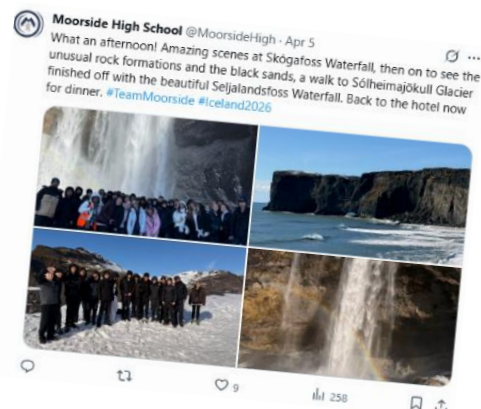 Moorside High School @MoorsideHigh · Apr 5
What an afternoon! Amazing scenes at Skógafoss Waterfall, then on to see the
unusual rock formations and the black sands, a walk to Sólheimajökull Glacier
finished off with the beautiful Seljalandsfoss Waterfall. Back to the hotel now
for dinner. #TeamMoorside #Iceland2026
9 258